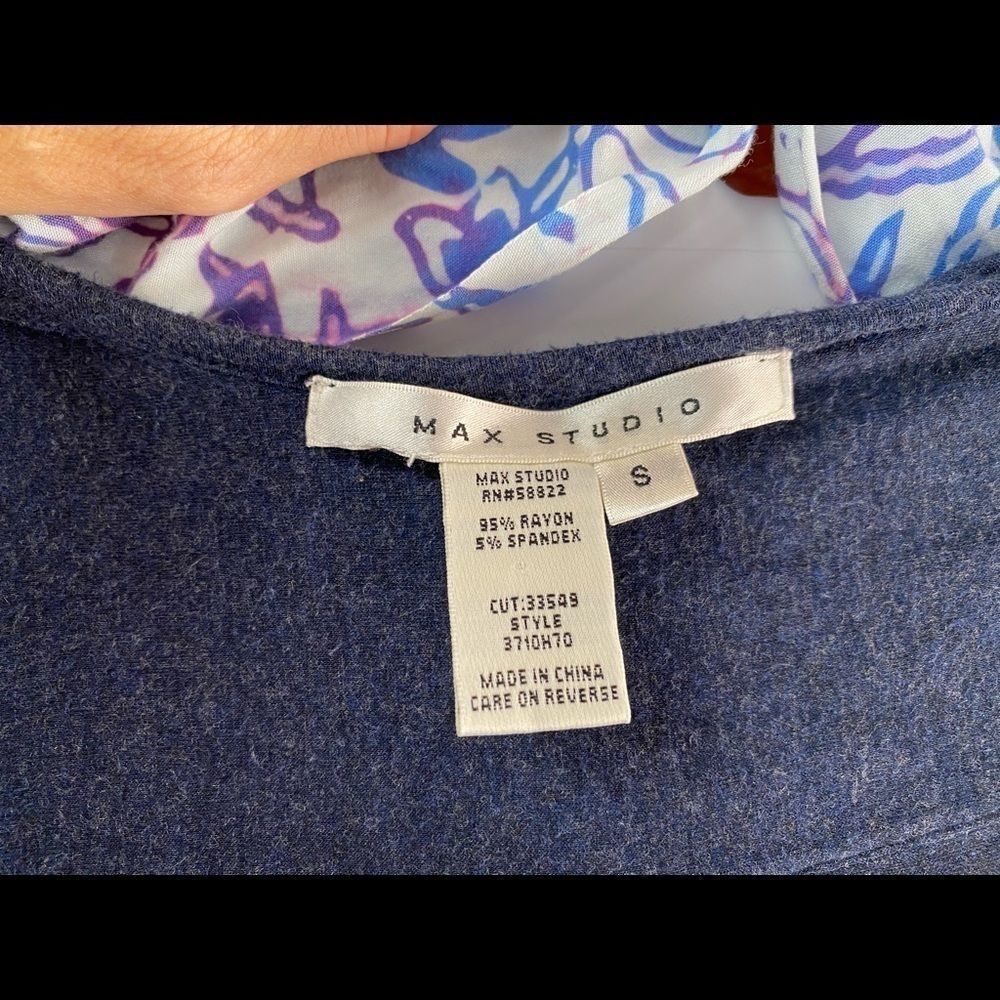 MAX STUDIO
S
MAX STUDIO
RN#58822
95% RAYON
5% SPANDEX
CUT:33549
STYLE
3710H70
MADE IN CHINA
CARE ON REVERSE